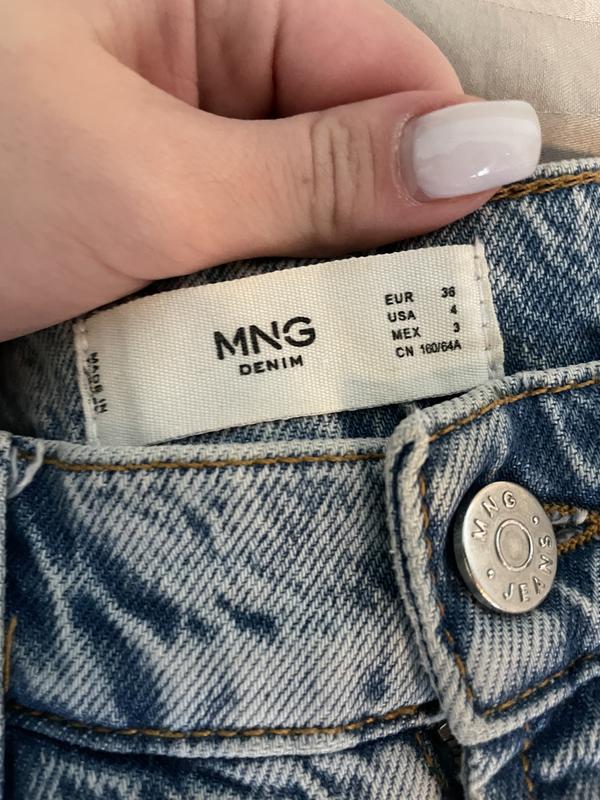 MNG
DENIM
EUR 36
USA 4
MEX 3
CN 160/64A
MADE IN
MNG
JEANS